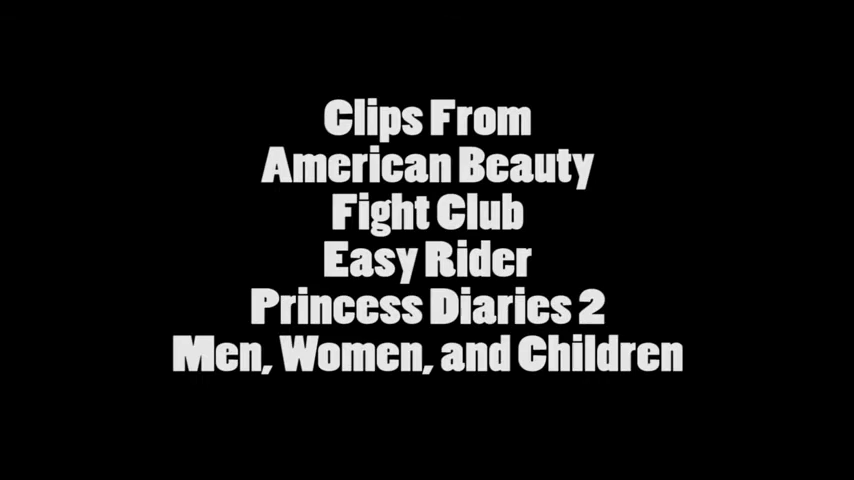 Clips From
American Beauty
Fight Club
Easy Rider
Princess Diaries 2
Men, Women, and Children